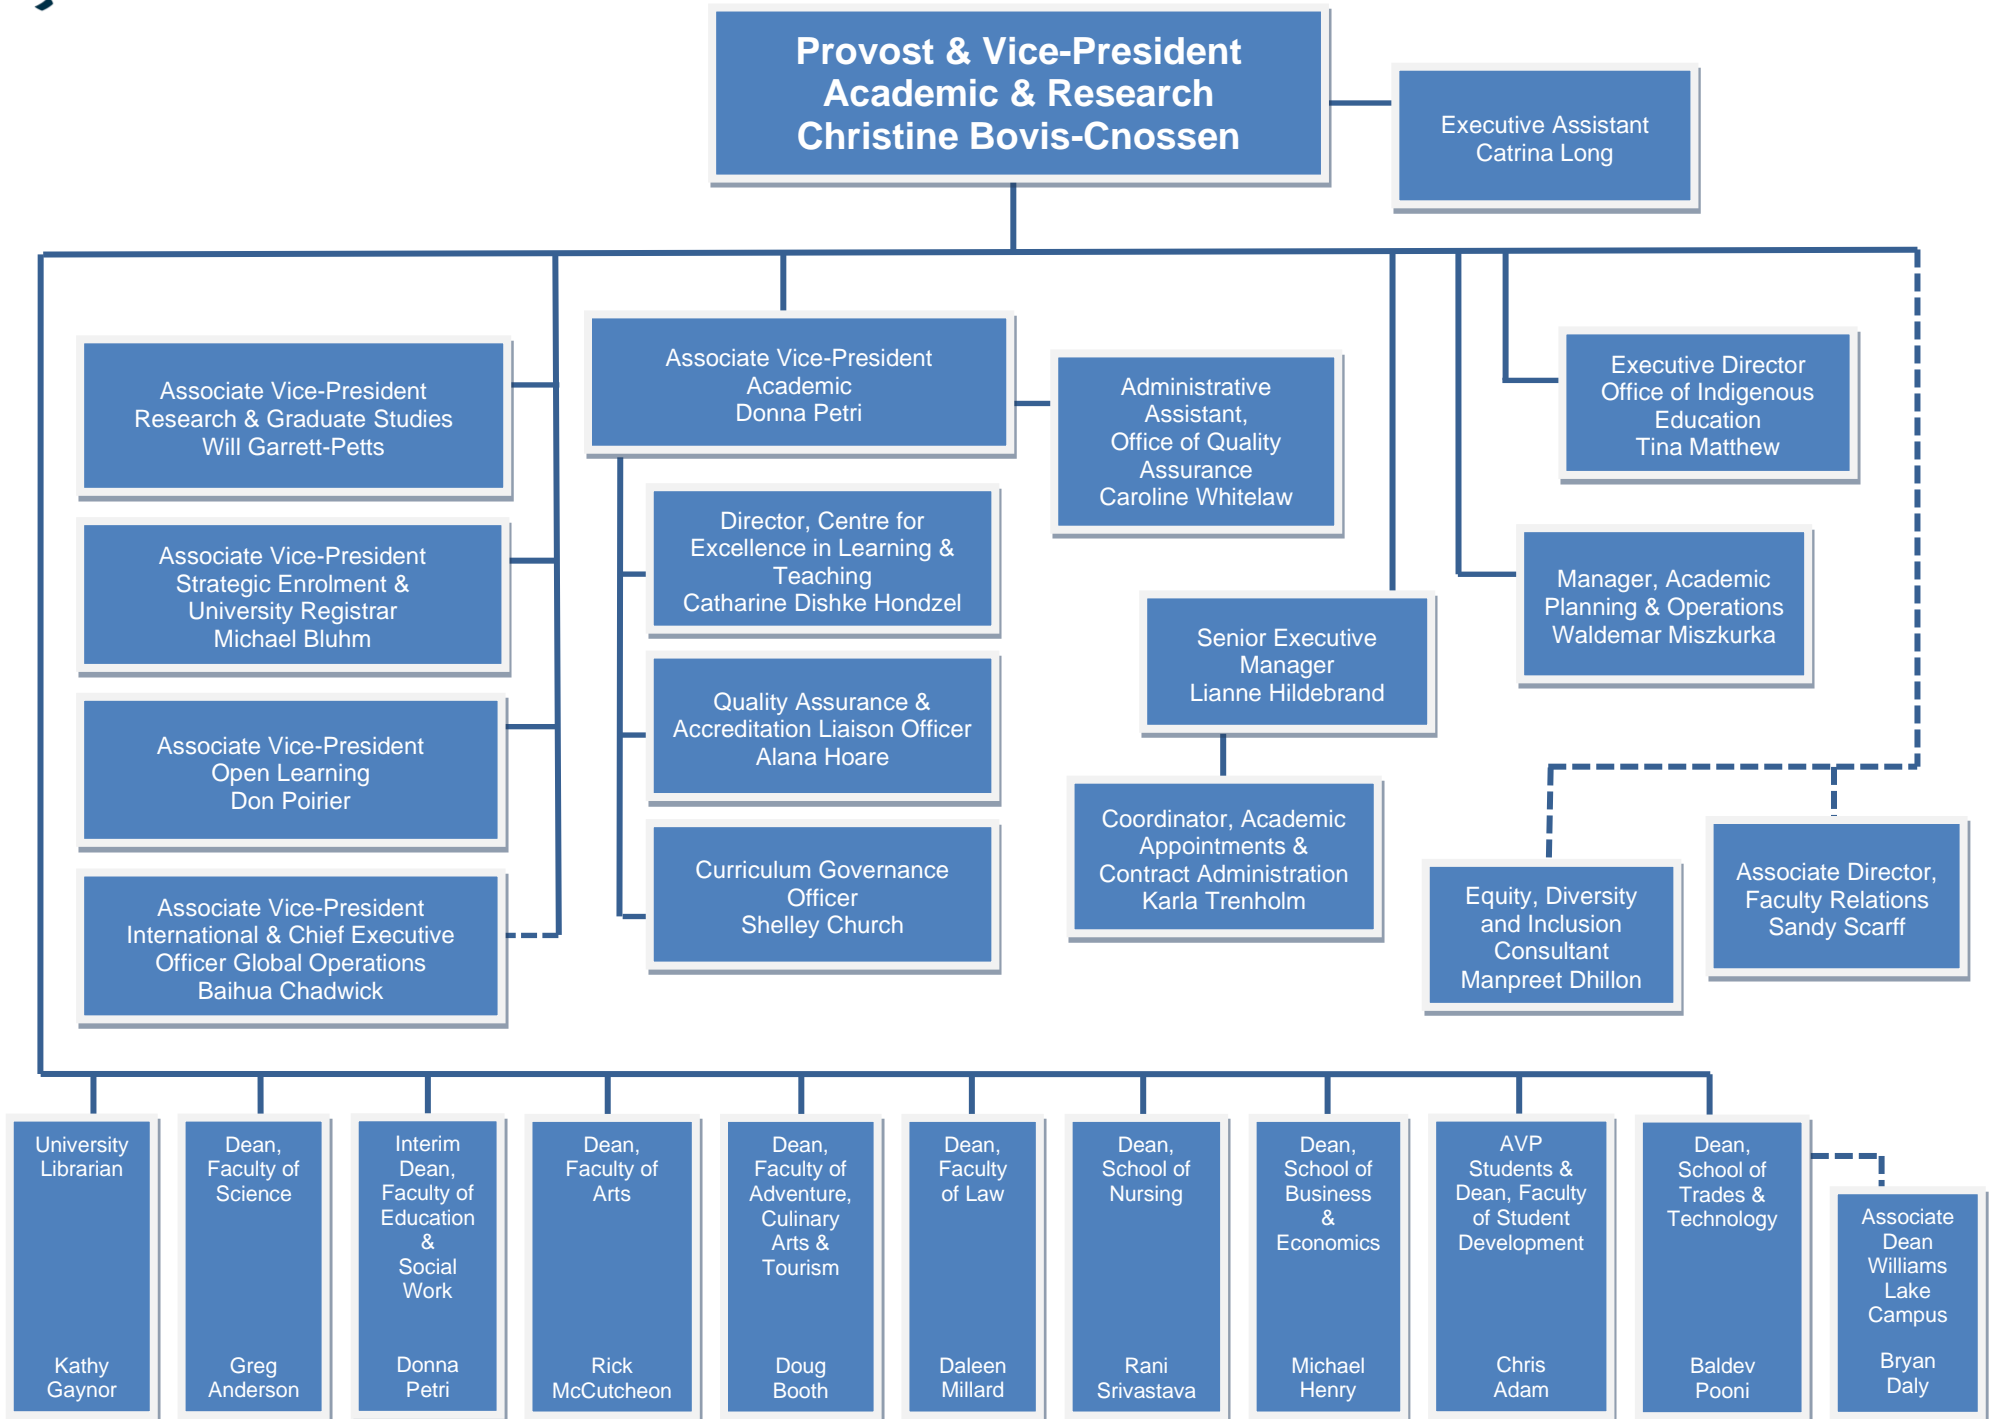 Provost & Vice-President
Academic & Research
Christine Bovis-Cnossen
Executive Assistant
Catrina Long
Associate Vice-President
Research & Graduate Studies
Will Garrett-Petts
Associate Vice-President
Strategic Enrolment &
University Registrar
Michael Bluhm
Associate Vice-President
Open Learning
Don Poirier
Associate Vice-President
International & Chief Executive
Officer Global Operations
Baihua Chadwick
Associate Vice-President
Academic
Donna Petri
Administrative
Assistant,
Office of Quality
Assurance
Caroline Whitelaw
Director, Centre for
Excellence in Learning &
Teaching
Catharine Dishke Hondzel
Quality Assurance &
Accreditation Liaison Officer
Alana Hoare
Curriculum Governance
Officer
Shelley Church
Senior Executive
Manager
Lianne Hildebrand
Coordinator, Academic
Appointments &
Contract Administration
Karla Trenholm
Executive Director
Office of Indigenous
Education
Tina Matthew
Manager, Academic
Planning & Operations
Waldemar Miszkurka
Equity, Diversity
and Inclusion
Consultant
Manpreet Dhillon
Associate Director,
Faculty Relations
Sandy Scarff
University
Librarian
Kathy
Gaynor
Dean,
Faculty of
Science
Greg
Anderson
Interim
Dean,
Faculty of
Education
&
Social
Work
Donna
Petri
Dean,
Faculty of
Arts
Rick
McCutcheon
Dean,
Faculty of
Adventure,
Culinary
Arts &
Tourism
Doug
Booth
Dean,
Faculty
of Law
Daleen
Millard
Dean,
School of
Nursing
Rani
Srivastava
Dean,
School of
Business
&
Economics
Michael
Henry
AVP
Students &
Dean, Faculty
of Student
Development
Chris
Adam
Dean,
School of
Trades &
Technology
Baldev
Pooni
Associate
Dean
Williams
Lake
Campus
Bryan
Daly